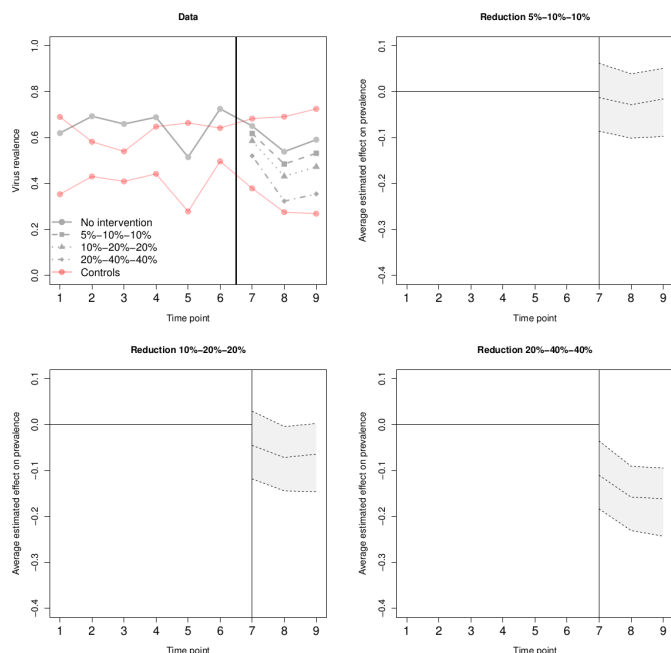 Data
Virus revalence
1.0
0.8
0.6
0.4
0.2
0.0
No intervention
5%−10%−10%
10%−20%−20%
20%−40%−40%
Controls
1 2 3 4 5 6 7 8 9
Time point
Reduction 5%−10%−10%
Average estimated effect on prevalence
0.1
0.0
−0.1
−0.2
−0.3
−0.4
1 2 3 4 5 6 7 8 9
Time point
Reduction 10%−20%−20%
Average estimated effect on prevalence
0.1
0.0
−0.1
−0.2
−0.3
−0.4
1 2 3 4 5 6 7 8 9
Time point
Reduction 20%−40%−40%
Average estimated effect on prevalence
0.1
0.0
−0.1
−0.2
−0.3
−0.4
1 2 3 4 5 6 7 8 9
Time point